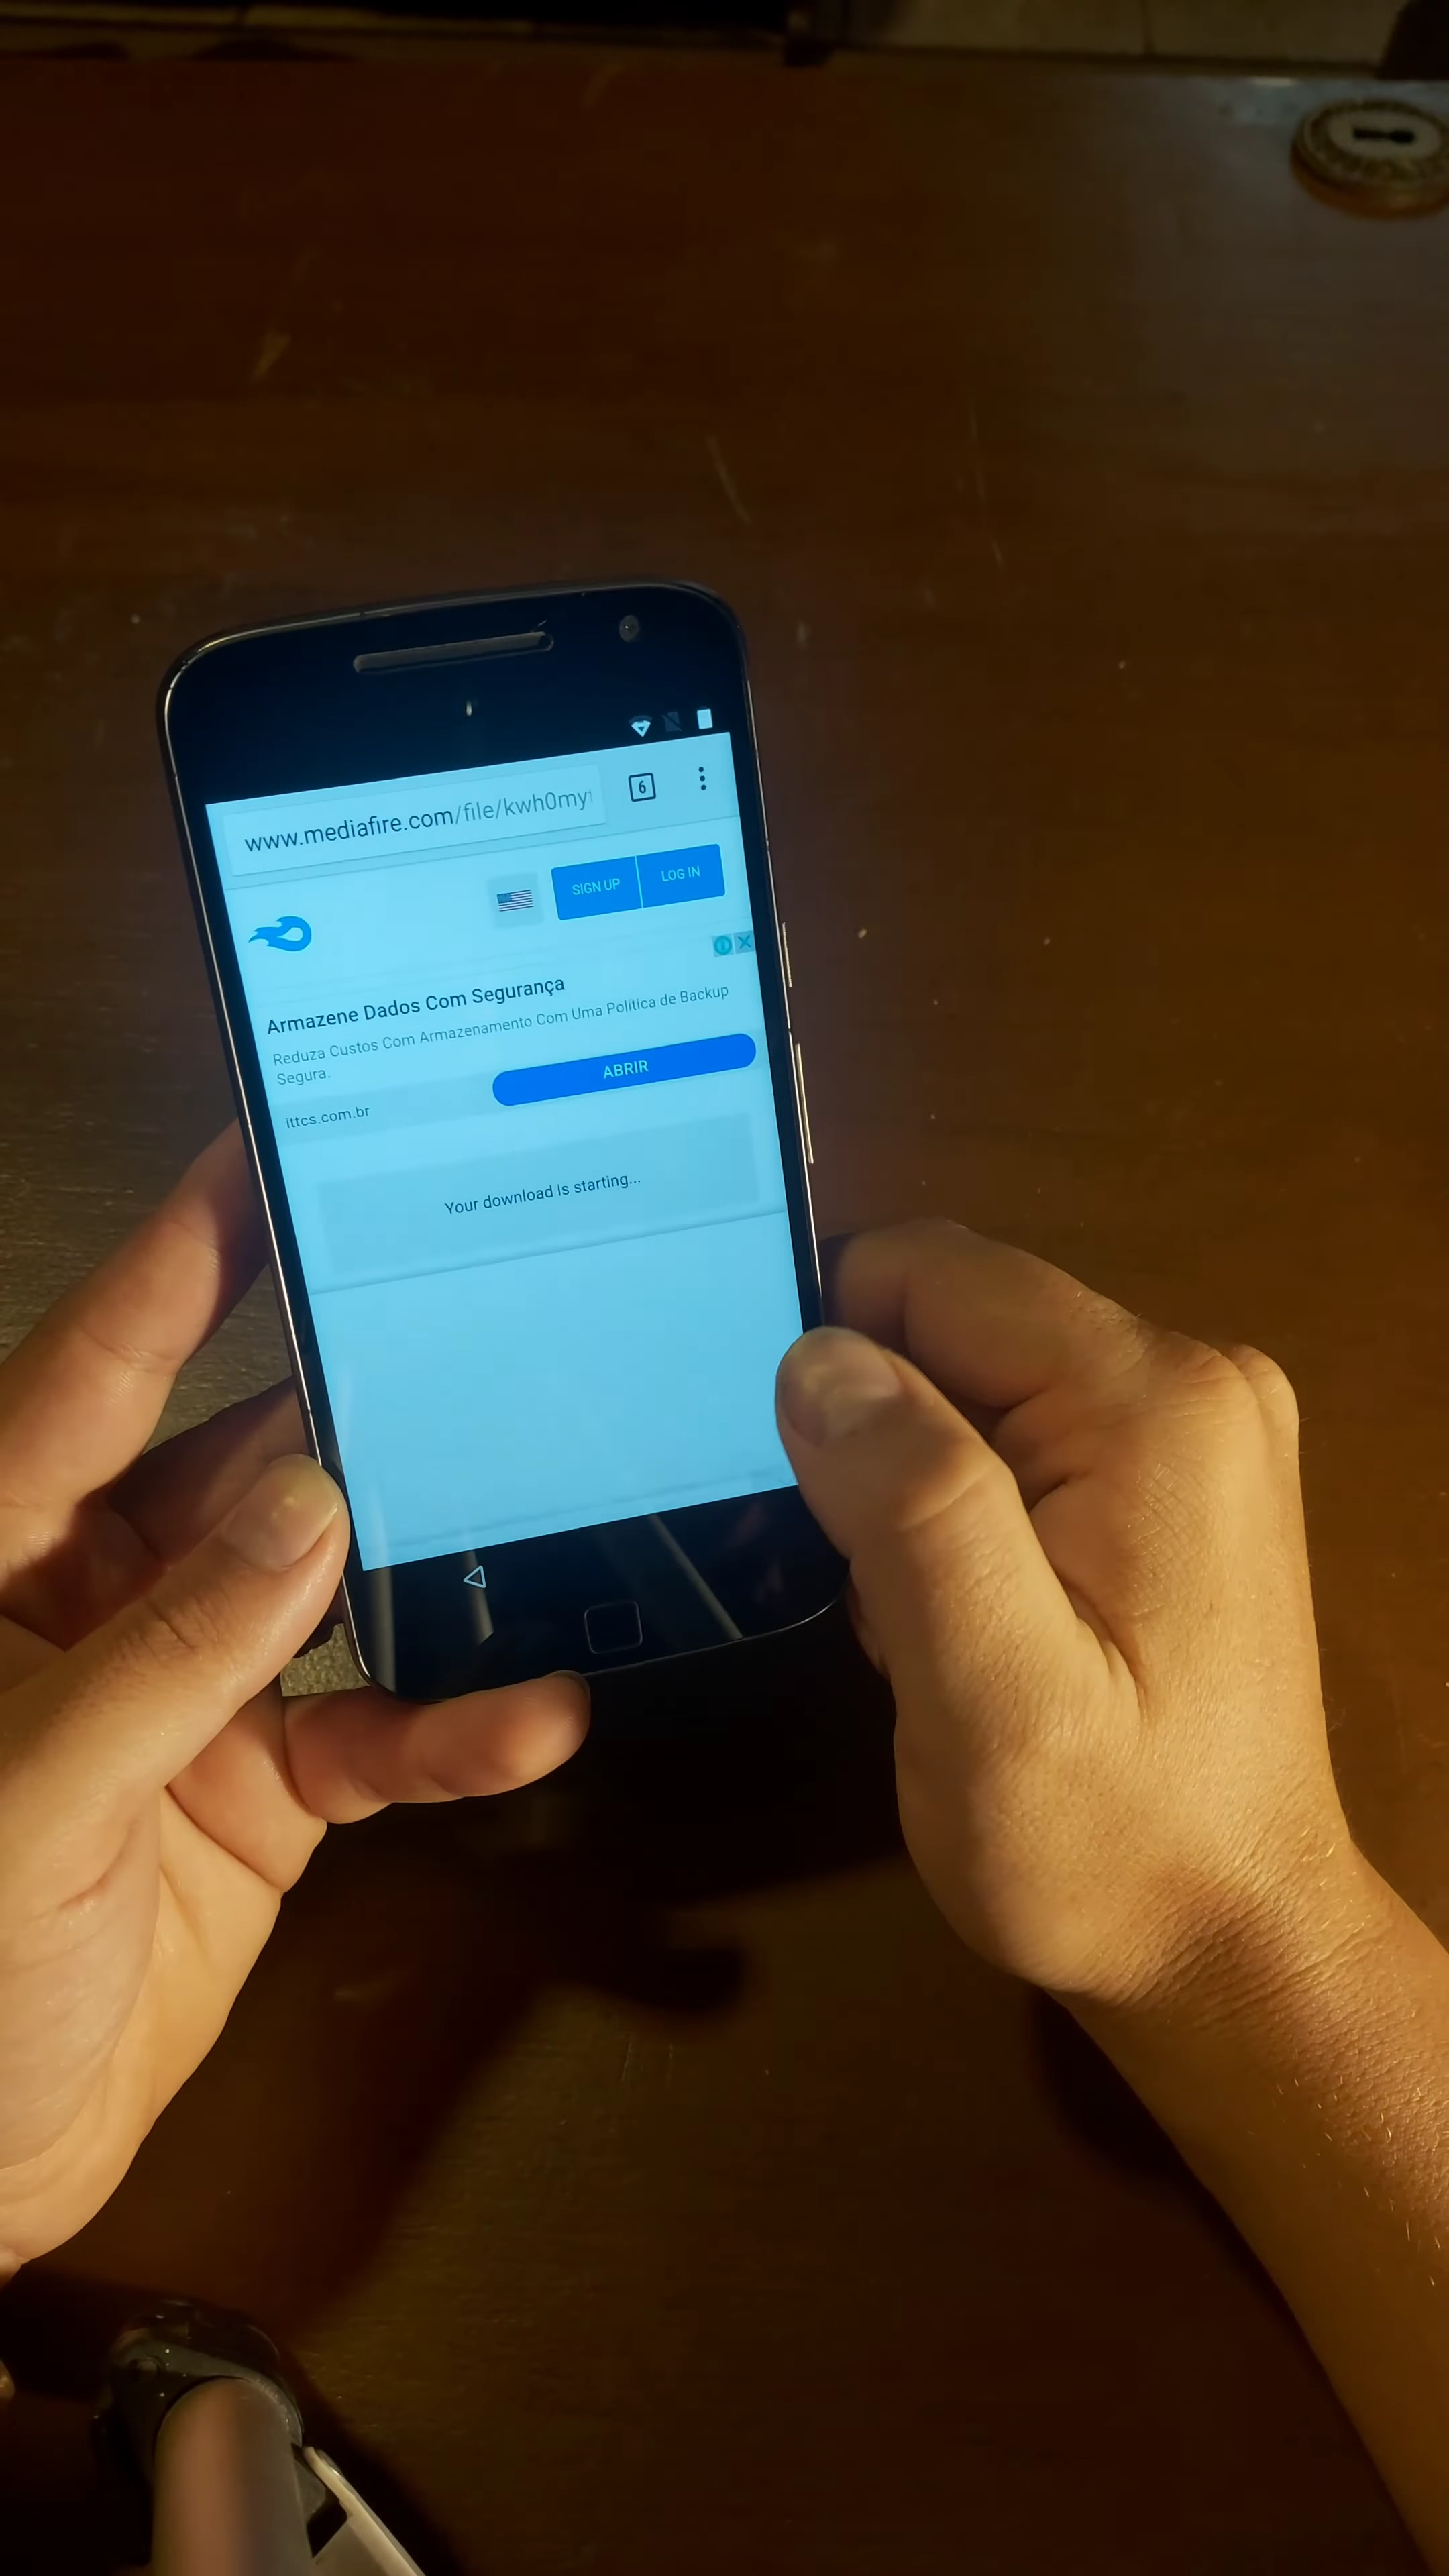 www.mediafire.com/file/kwh0my
6
SIGN UP
LOG IN
Armazene Dados Com Segurança
Reduza Custos Com Armazenamento Com Uma Política de Backup
Segura.
ABRIR
ittcs.com.br
Your download is starting...